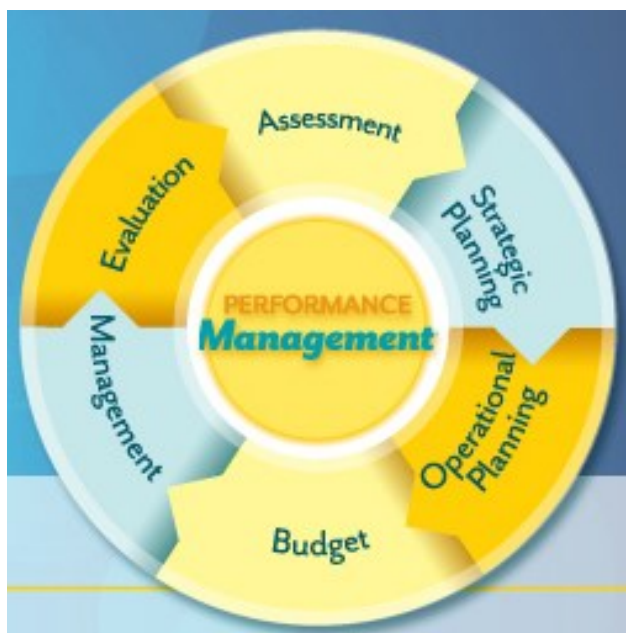 Assessment
Strategic
Planning
Operational
Planning
Budget
Management
Evaluation
PERFORMANCE
Management